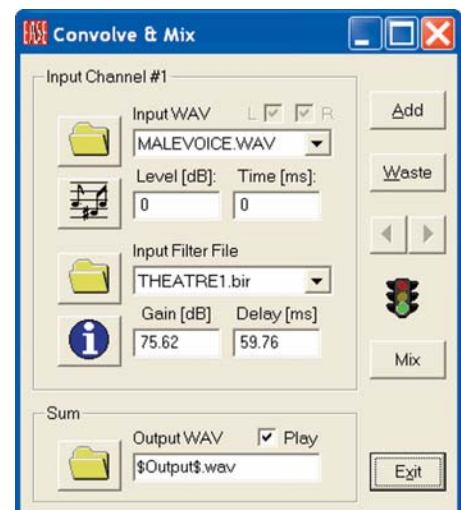 EASE Convolve & Mix
Input Channel #1
Input WAV L R
MALEVOICE.WAV
Add
Level [dB]: Time [ms]:
0 0
Waste
Input Filter File
THEATRE1.bir
Gain [dB] Delay [ms]
75.62 59.76
Mix
Sum
Output WAV Play
$Output$.wav
Exit